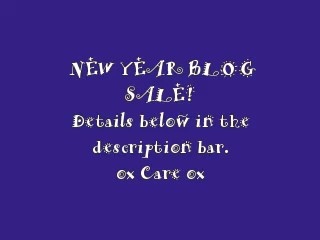 NEW YEAR BLOG
SALE!
Details below in the
description bar.
ox Care ox